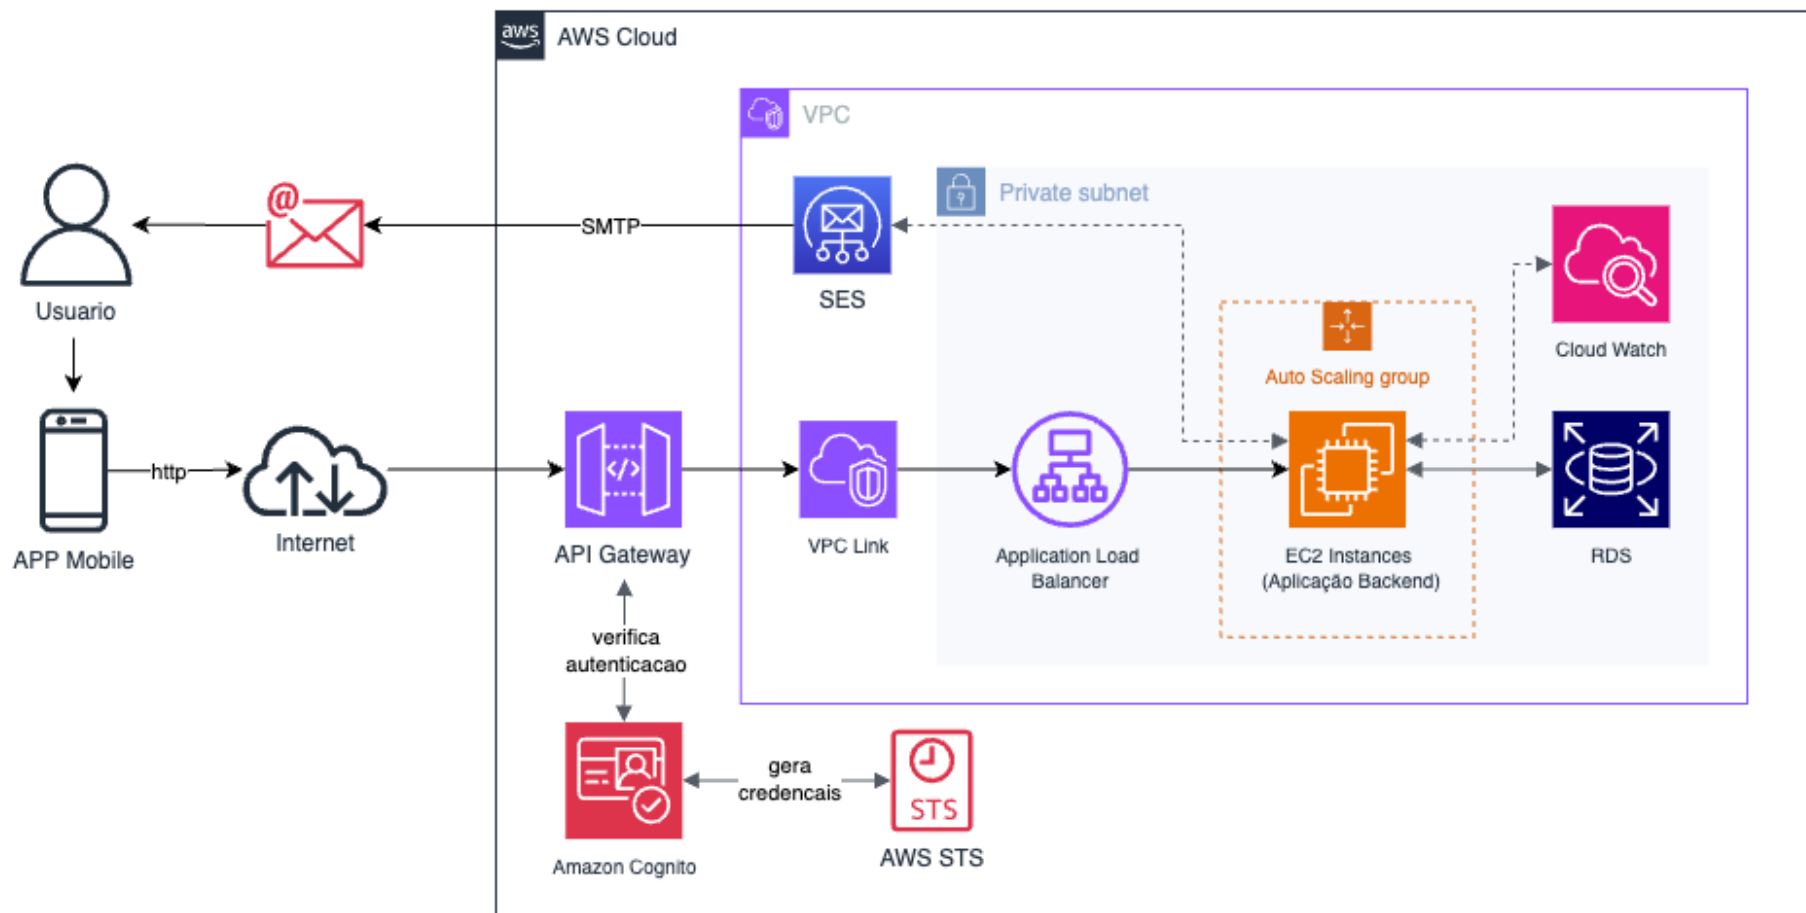 aws
AWS Cloud
VPC
Private subnet
@
SMTP
SES
Usuario
Cloud Watch
Auto Scaling group
http
</>
Internet
APP Mobile
API Gateway
VPC Link
Application Load
Balancer
EC2 Instances
(Aplicação Backend)
RDS
verifica
autenticacao
gera
credencais
STS
Amazon Cognito
AWS STS